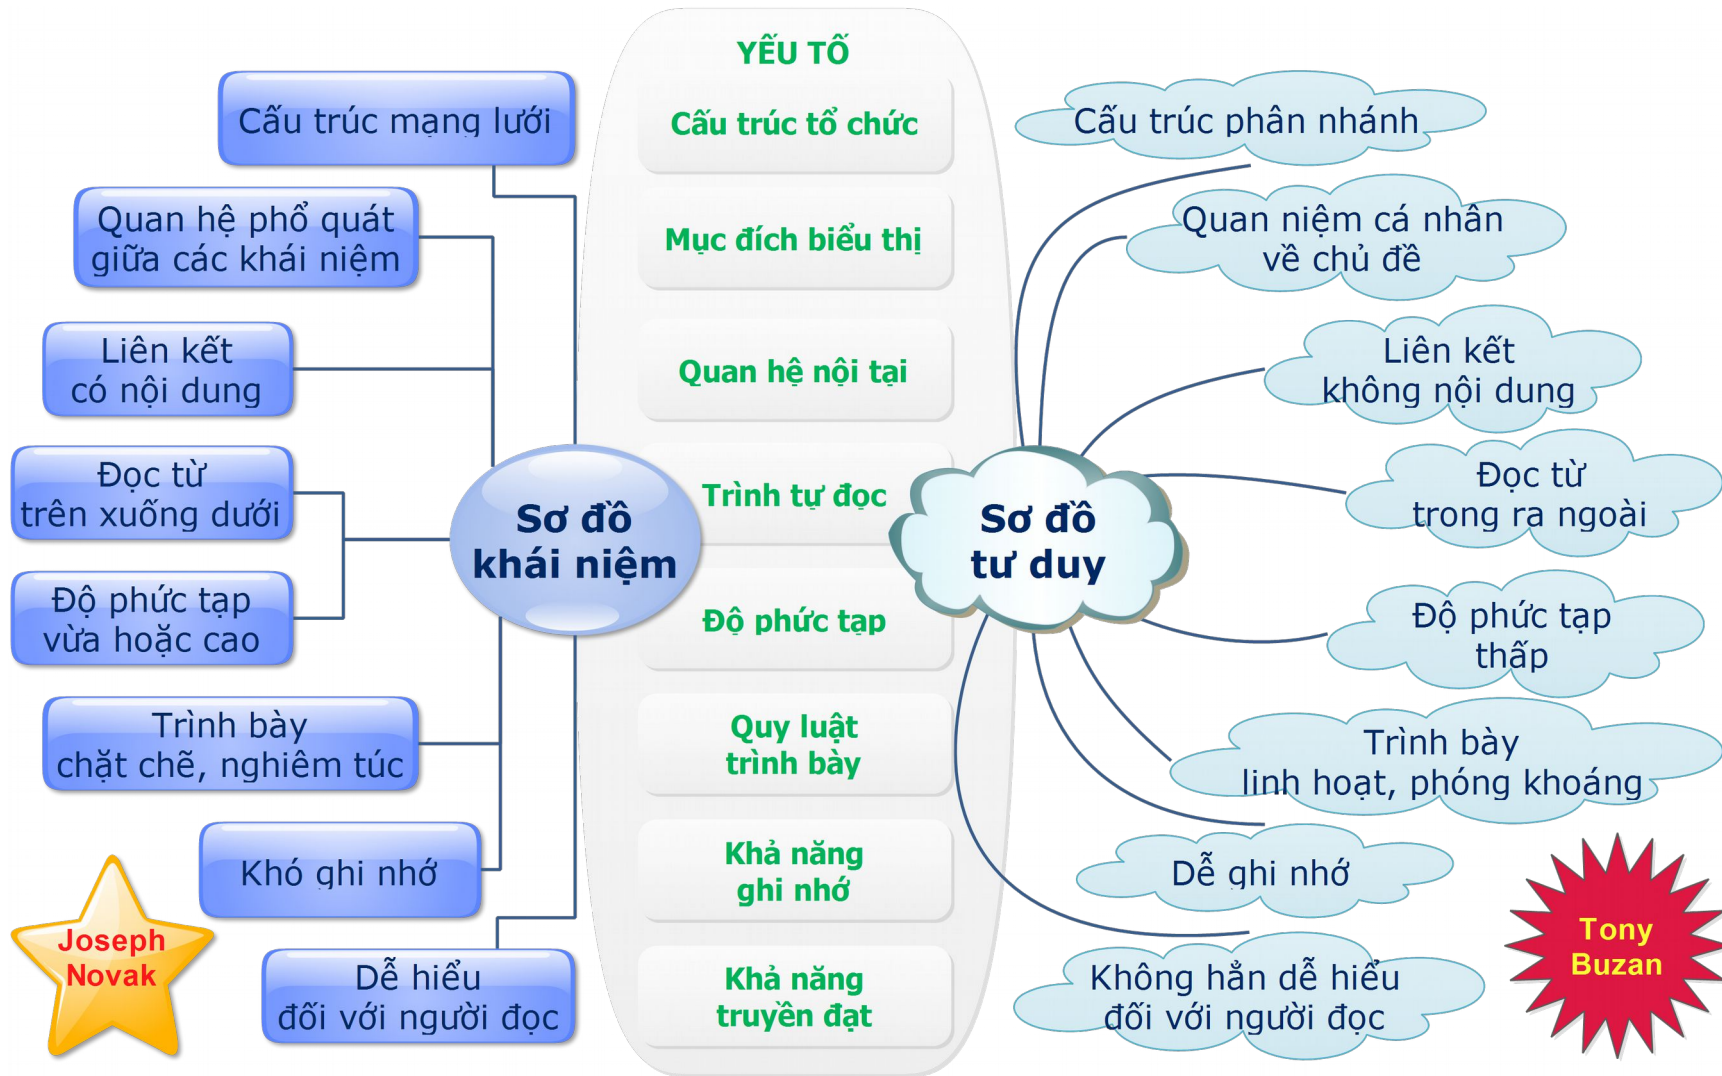 YẾU TỐ
Cấu trúc mạng lưới
Cấu trúc tổ chức
Cấu trúc phân nhánh
Quan hệ phổ quát
giữa các khái niệm
Mục đích biểu thị
Quan niệm cá nhân
về chủ đề
Liên kết
có nội dung
Quan hệ nội tại
Liên kết
không nội dung
Đọc từ
trên xuống dưới
Trình tự đọc
Đọc từ
trong ra ngoài
Sơ đồ
khái niệm
Sơ đồ
tư duy
Độ phức tạp
vừa hoặc cao
Độ phức tạp
Độ phức tạp
thấp
Trình bày
chặt chẽ, nghiêm túc
Quy luật
trình bày
Trình bày
linh hoạt, phóng khoáng
Khó ghi nhớ
Khả năng
ghi nhớ
Dễ ghi nhớ
Joseph
Novak
Dễ hiểu
đối với người đọc
Khả năng
truyền đạt
Không hẳn dễ hiểu
đối với người đọc
Tony
Buzan